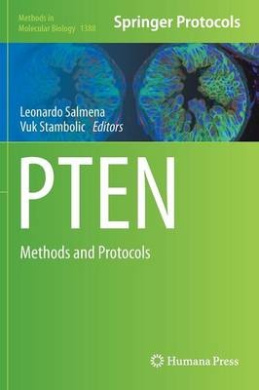 Methods in
Molecular Biology 1388
Springer Protocols
Leonardo Salmena
Vuk Stambolic Editors
PTEN
Methods and Protocols
Humana Press